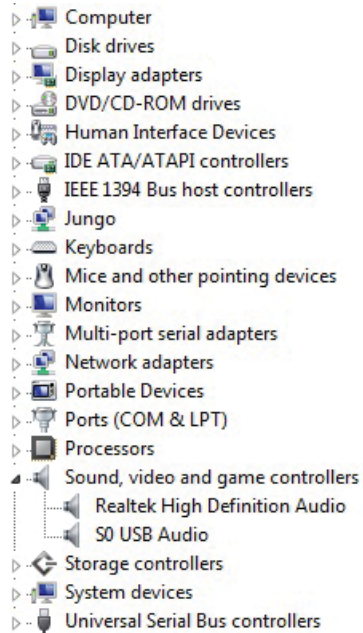 Computer
Disk drives
Display adapters
DVD/CD-ROM drives
Human Interface Devices
IDE ATA/ATAPI controllers
IEEE 1394 Bus host controllers
Jungo
Keyboards
Mice and other pointing devices
Monitors
Multi-port serial adapters
Network adapters
Portable Devices
Ports (COM & LPT)
Processors
Sound, video and game controllers
Realtek High Definition Audio
S0 USB Audio
Storage controllers
System devices
Universal Serial Bus controllers